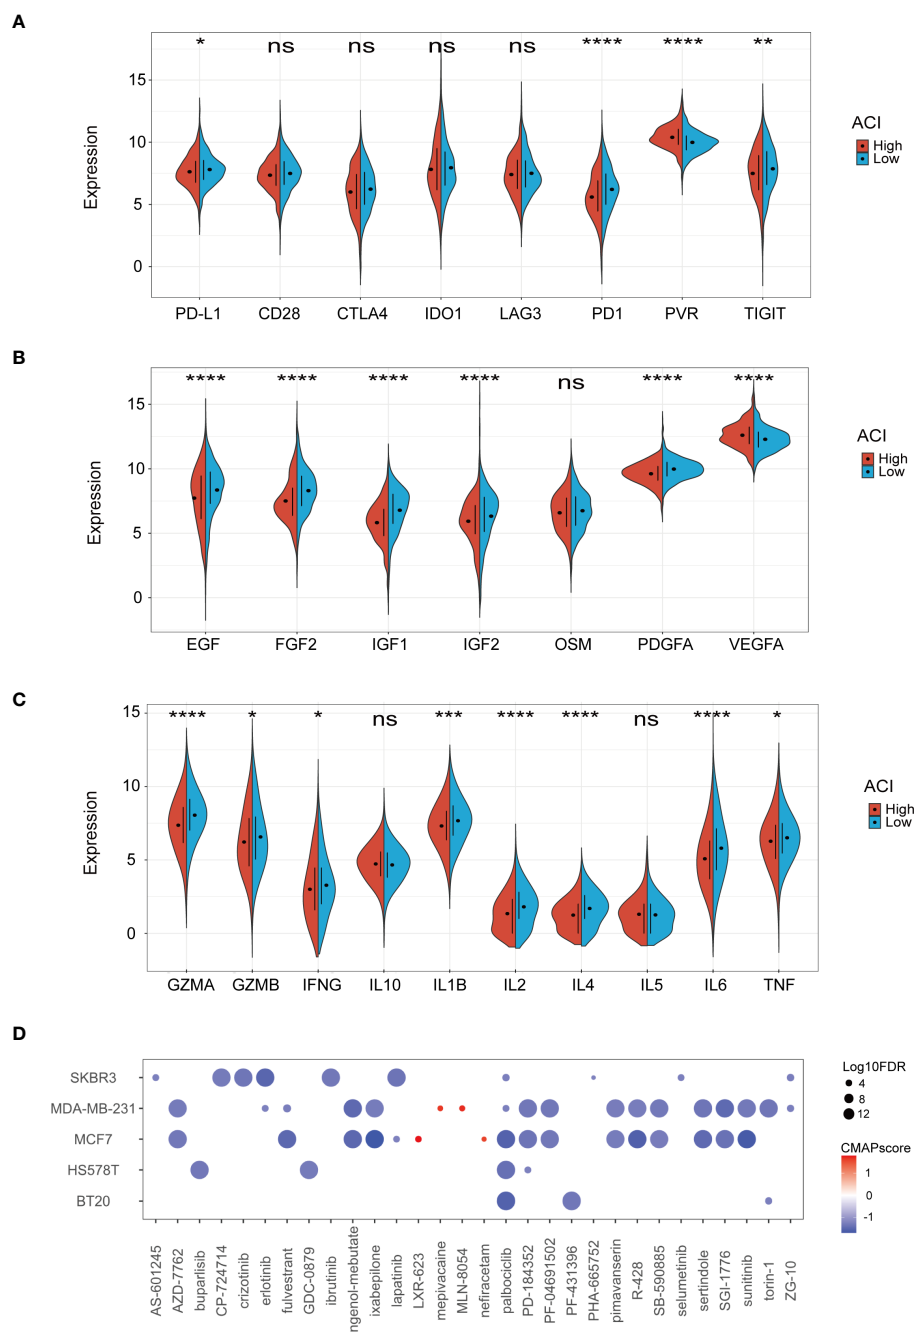 A
* ns ns ns ns **** **** **
15
10
5
0
Expression
PD-L1 CD28 CTLA4 IDO1 LAG3 PD1 PVR TIGIT
ACI
High
Low
B
**** **** **** **** ns **** ****
15
10
5
0
Expression
EGF FGF2 IGF1 IGF2 OSM PDGFA VEGFA
ACI
High
Low
C
**** * * ns *** **** **** ns **** *
15
10
5
0
Expression
GZMA GZMB IFNG IL10 IL1B IL2 IL4 IL5 IL6 TNF
ACI
High
Low
D
SKBR3
MDA-MB-231
MCF7
HS578T
BT20
AS-601245
AZD-7762
buparlisib
CP-724714
crizotinib
erlotinib
fulvestrant
GDC-0879
ibrutinib
ngenol-mebutate
ixabepilone
lapatinib
LXR-623
mepivacaine
MLN-8054
nefiracetam
palbociclib
PD-184352
PF-04691502
PF-431396
PHA-665752
pimavanserin
R-428
SB-590885
selumetinib
sertindole
SGI-1776
sunitinib
torin-1
ZG-10
Log10FDR
4
8
12
CMAPscore
1
0
-1